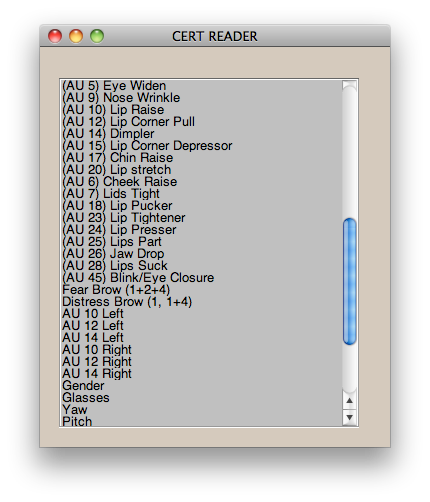 CERT READER
(AU 5) Eye Widen
(AU 9) Nose Wrinkle
(AU 10) Lip Raise
(AU 12) Lip Corner Pull
(AU 14) Dimpler
(AU 15) Lip Corner Depressor
(AU 17) Chin Raise
(AU 20) Lip stretch
(AU 6) Cheek Raise
(AU 7) Lids Tight
(AU 18) Lip Pucker
(AU 23) Lip Tightener
(AU 24) Lip Presser
(AU 25) Lips Part
(AU 26) Jaw Drop
(AU 28) Lips Suck
(AU 45) Blink/Eye Closure
Fear Brow (1+2+4)
Distress Brow (1, 1+4)
AU 10 Left
AU 12 Left
AU 14 Left
AU 10 Right
AU 12 Right
AU 14 Right
Gender
Glasses
Yaw
Pitch